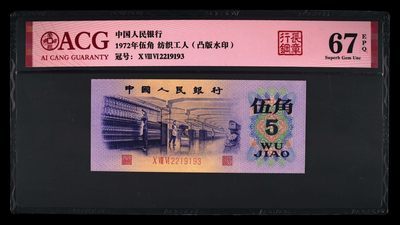 ACG
AI CANG GUARANTY
中国人民银行
1972年伍角 纺织工人（凸版水印）
冠号：X VIII VI 2219193
67 EPQ
Superb Gem Unc
中國人民銀行
伍角
5
WU
JIAO
X VIII VI 2219193